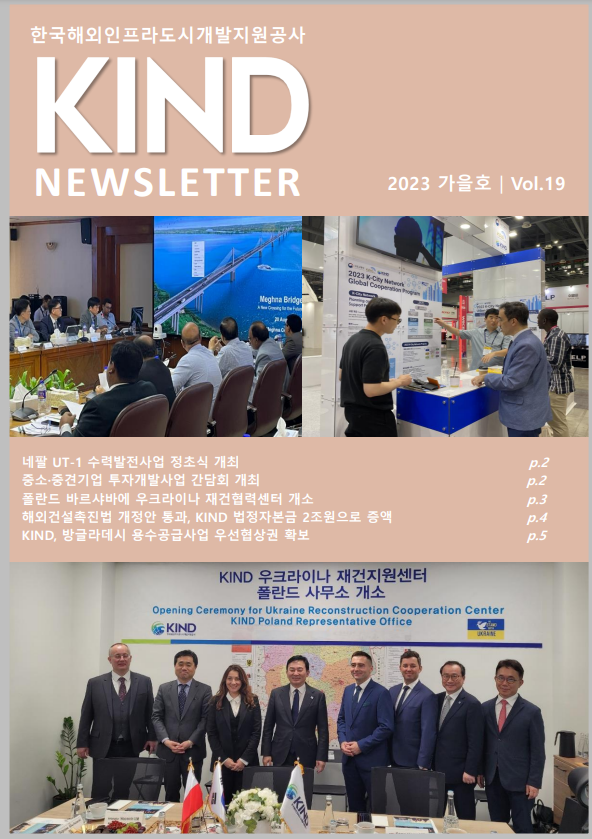 한국해외인프라도시개발지원공사
KIND
NEWSLETTER
2023 가을호 | Vol.19
Meghna Bridge
A New Crossing for the Future
2023 K-City Network
Global Cooperation Program
네팔 UT-1 수력발전사업 정초식 개최 p.2
중소·중견기업 투자개발사업 간담회 개최 p.2
폴란드 바르샤바에 우크라이나 재건협력센터 개소 p.3
해외건설촉진법 개정안 통과, KIND 법정자본금 2조원으로 증액 p.4
KIND, 방글라데시 용수공급사업 우선협상권 확보 p.5
KIND 우크라이나 재건지원센터
폴란드 사무소 개소
Opening Ceremony for Ukraine Reconstruction Cooperation Center
KIND Poland Representative Office
KIND
UKRAINE
KIND